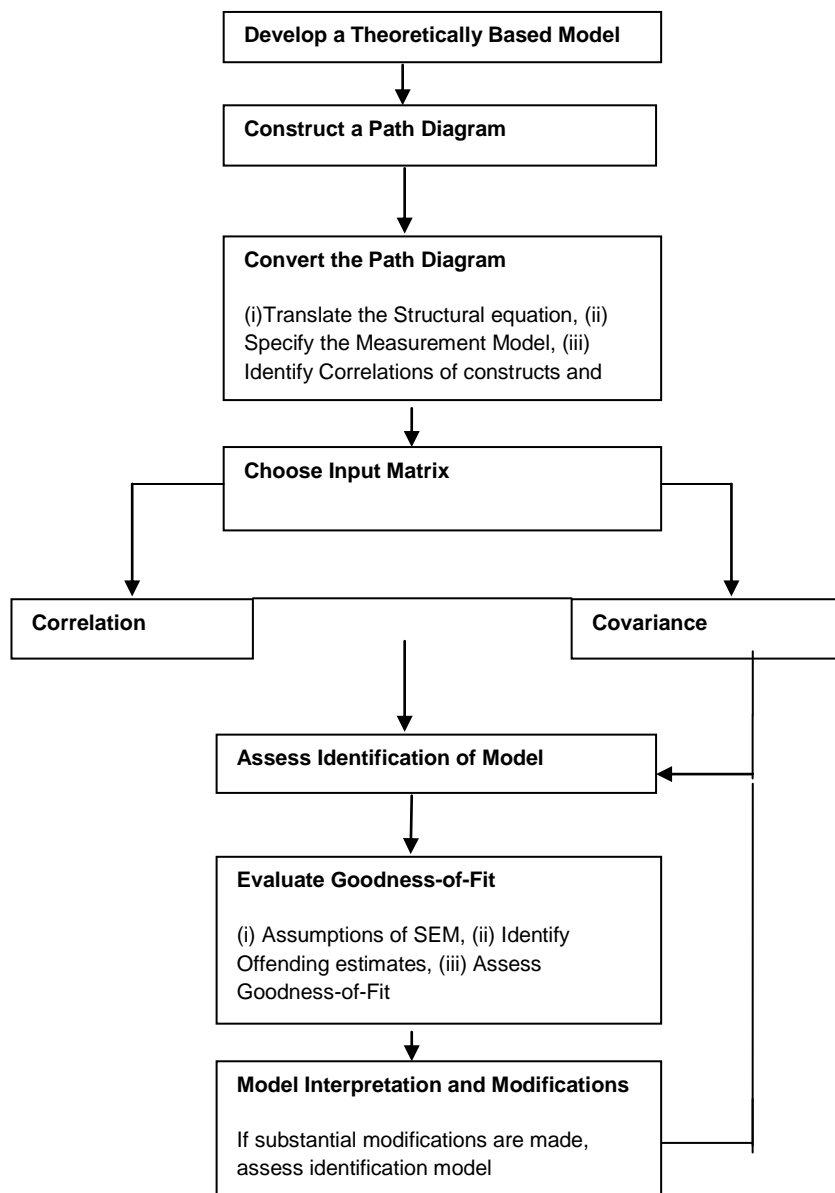 Develop a Theoretically Based Model
Construct a Path Diagram
Convert the Path Diagram
(i)Translate the Structural equation, (ii)
Specify the Measurement Model, (iii)
Identify Correlations of constructs and
Choose Input Matrix
Correlation
Covariance
Assess Identification of Model
Evaluate Goodness-of-Fit
(i) Assumptions of SEM, (ii) Identify
Offending estimates, (iii) Assess
Goodness-of-Fit
Model Interpretation and Modifications
If substantial modifications are made,
assess identification model